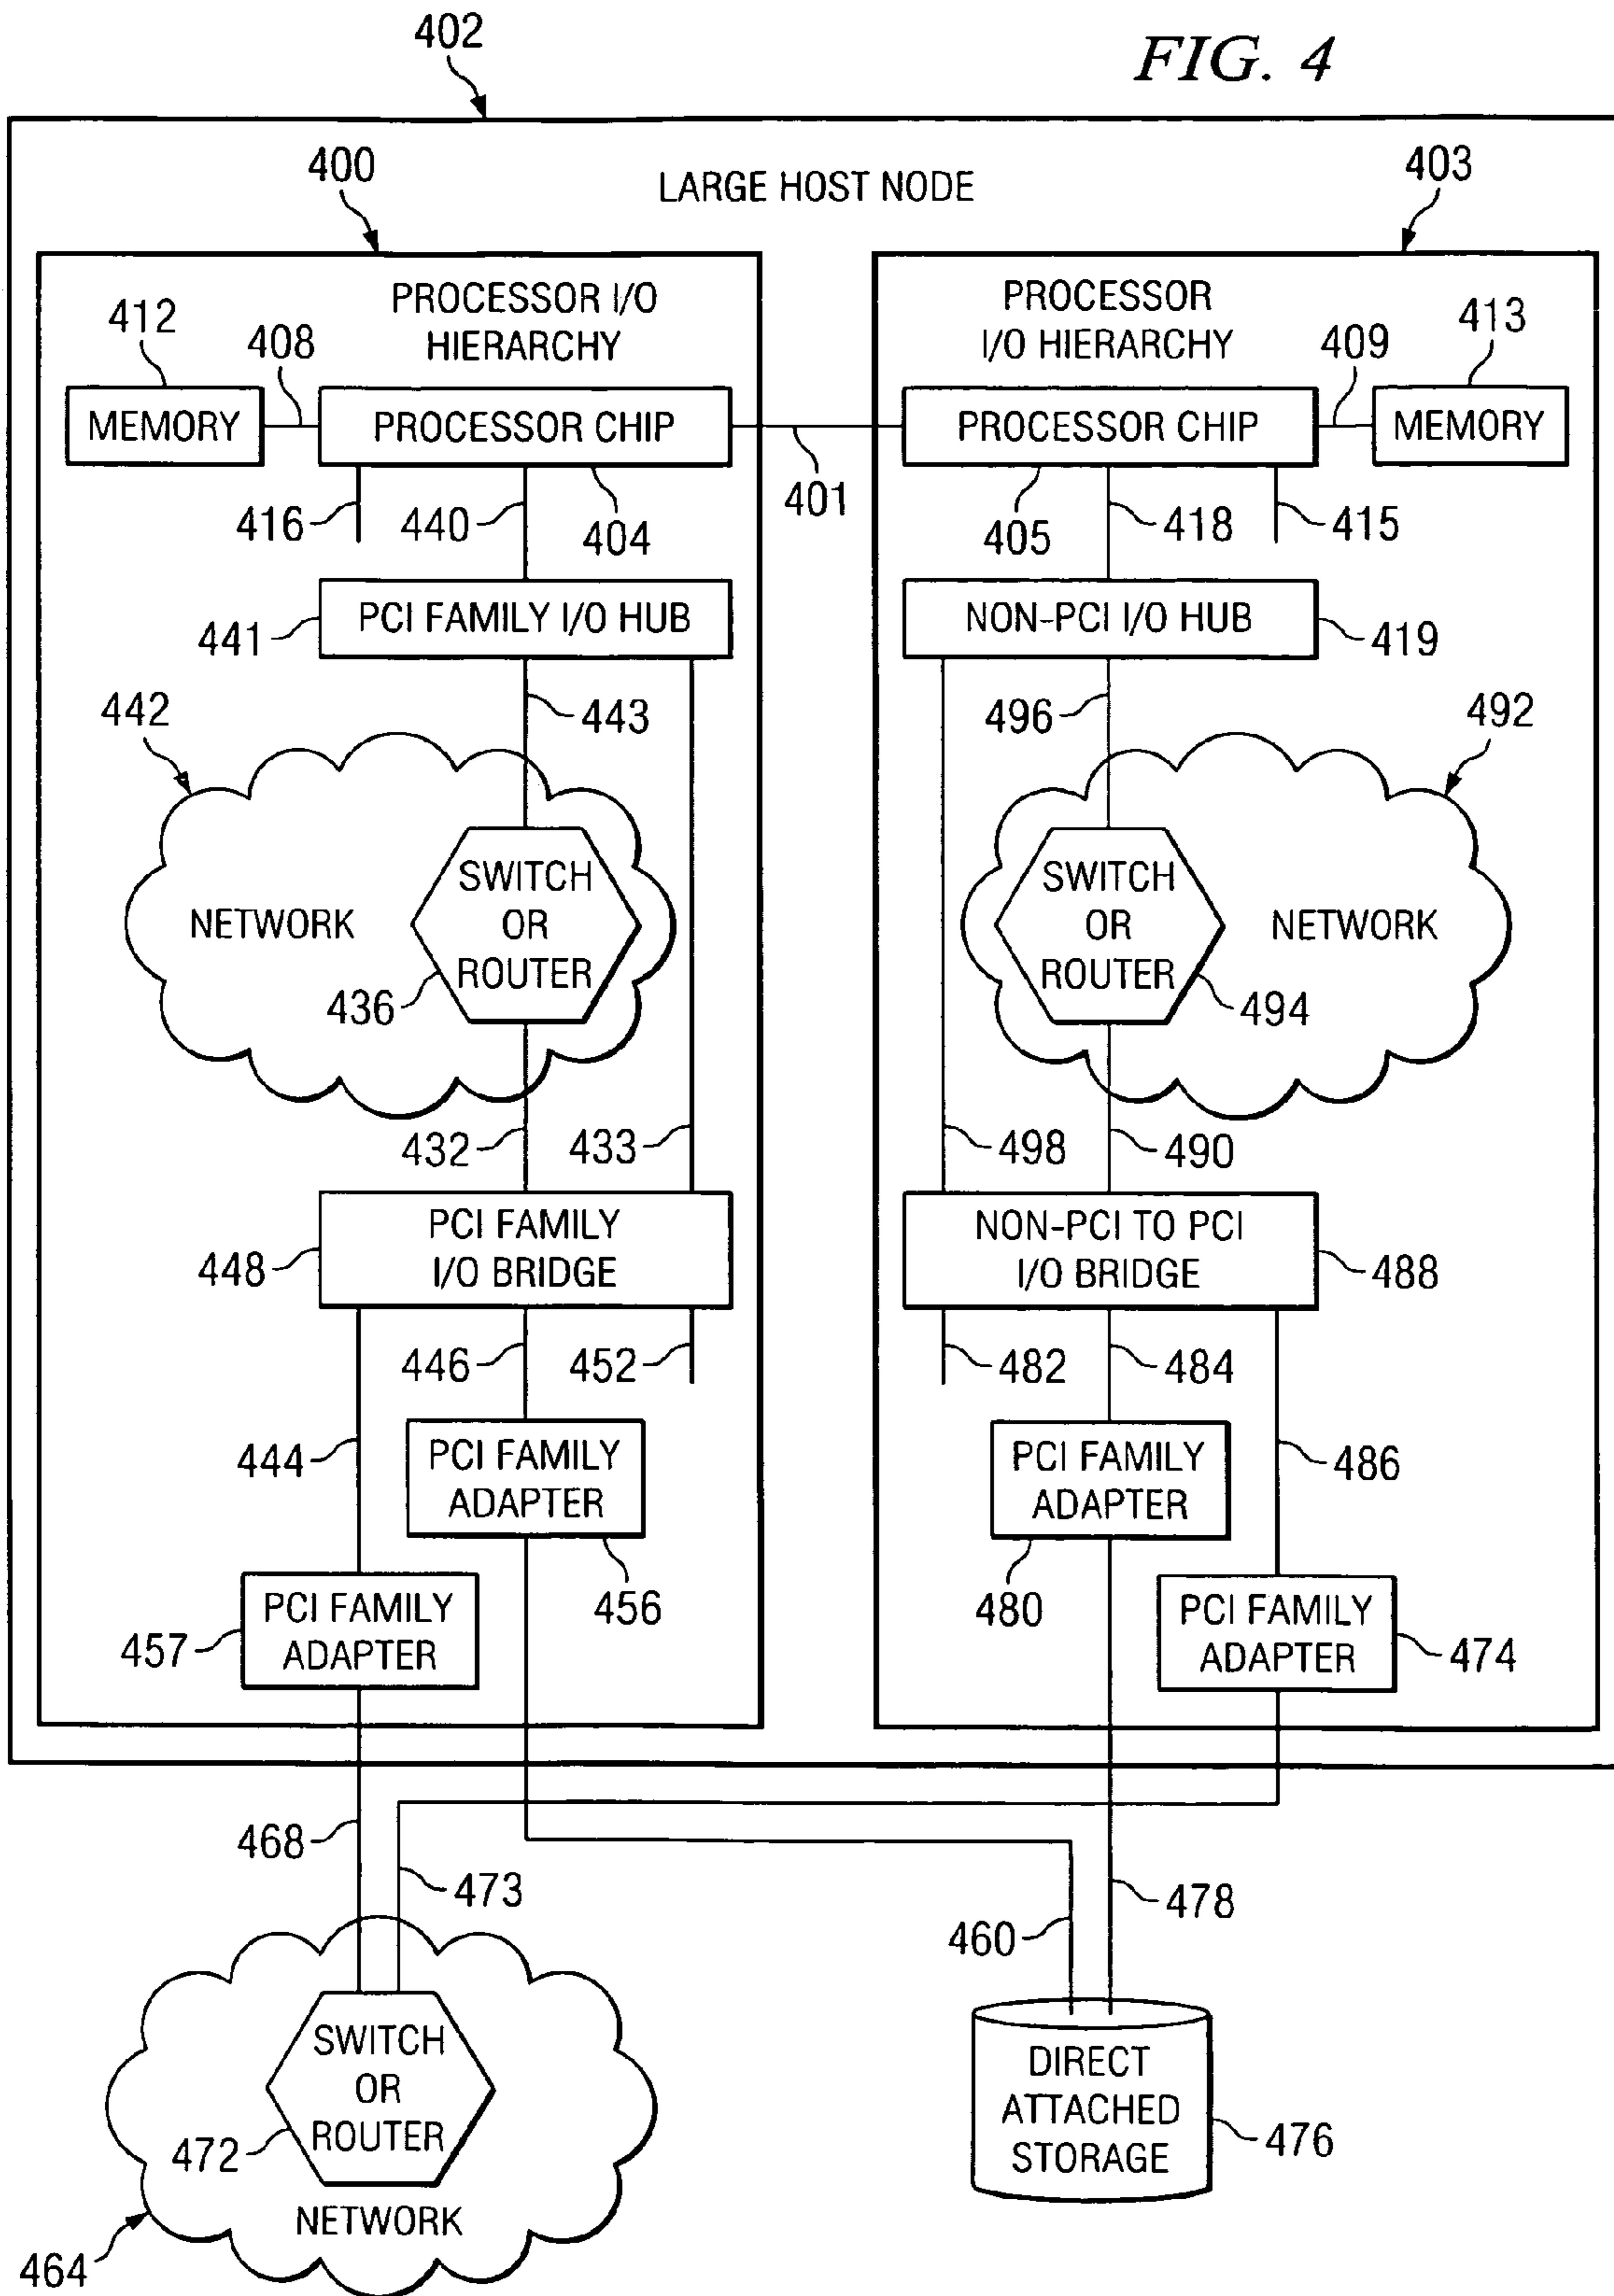 FIG. 4
402
LARGE HOST NODE
400
403
PROCESSOR I/O
HIERARCHY
PROCESSOR
I/O HIERARCHY
412
408
409
413
MEMORY
PROCESSOR CHIP
PROCESSOR CHIP
MEMORY
416
440
404
401
405
418
415
441
PCI FAMILY I/O HUB
NON-PCI I/O HUB
419
442
443
496
492
NETWORK
SWITCH
OR
ROUTER
436
SWITCH
OR
ROUTER
494
NETWORK
432
433
498
490
448
PCI FAMILY
I/O BRIDGE
NON-PCI TO PCI
I/O BRIDGE
488
446
452
482
484
444
PCI FAMILY
ADAPTER
456
PCI FAMILY
ADAPTER
480
486
457
PCI FAMILY
ADAPTER
PCI FAMILY
ADAPTER
474
468
473
460
478
SWITCH
OR
ROUTER
472
NETWORK
464
DIRECT
ATTACHED
STORAGE
476